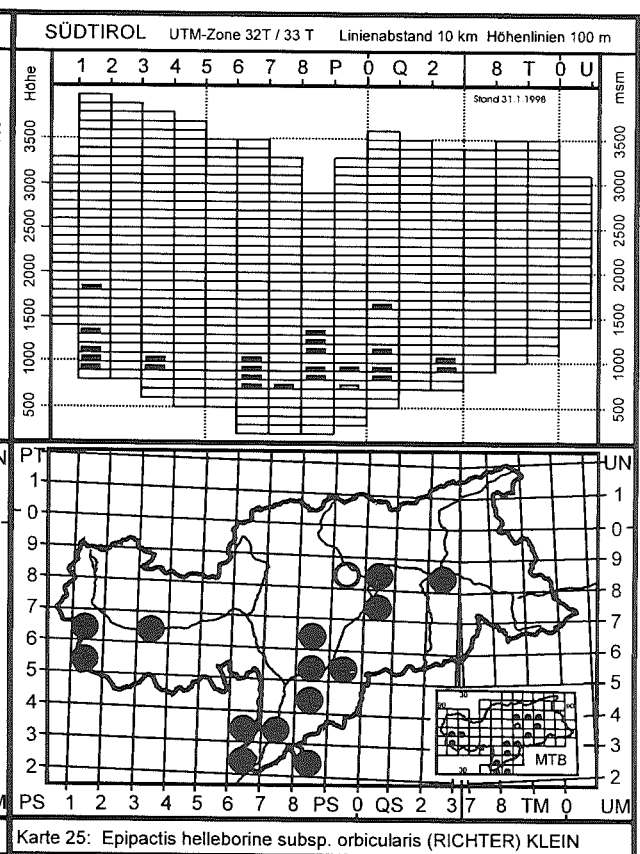 SÜDTIROL UTM-Zone 32T / 33 T Linienabstand 10 km Höhenlinien 100 m
1 2 3 4 5 6 7 8 P 0 Q 2 8 T 0 U
Höhe
msm
Stand 31.1.1998
3500 3500
3000 3000
2500 2500
2000 2000
1500 1500
1000 1000
500 500
PT UN
1 1
0 0
9 9
8 8
7 7
6 6
5 5
4 4
3 3
2 2
MTB
PS 1 2 3 4 5 6 7 8 PS 0 QS 2 3 7 8 TM 0 UM
Karte 25: Epipactis helleborine subsp. orbicularis (RICHTER) KLEIN